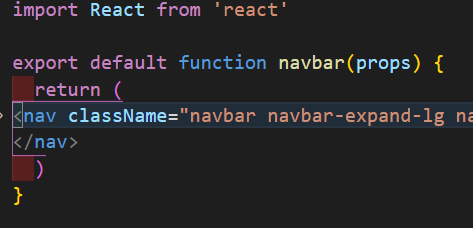 import React from 'react'
export default function navbar(props) {
return (
<nav className="navbar navbar-expand-lg na
</nav>
)
}